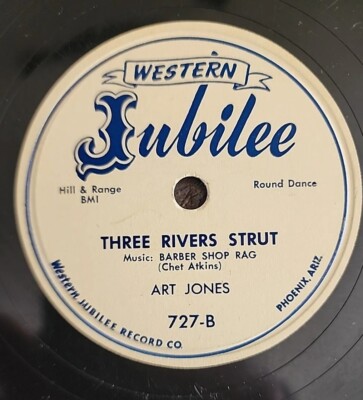 WESTERN
Jubilee
Hill & Range
BMI
Round Dance
THREE RIVERS STRUT
Music: BARBER SHOP RAG
(Chet Atkins)
ART JONES
727-B
Western JUBILEE RECORD CO.
PHOENIX, ARIZ.